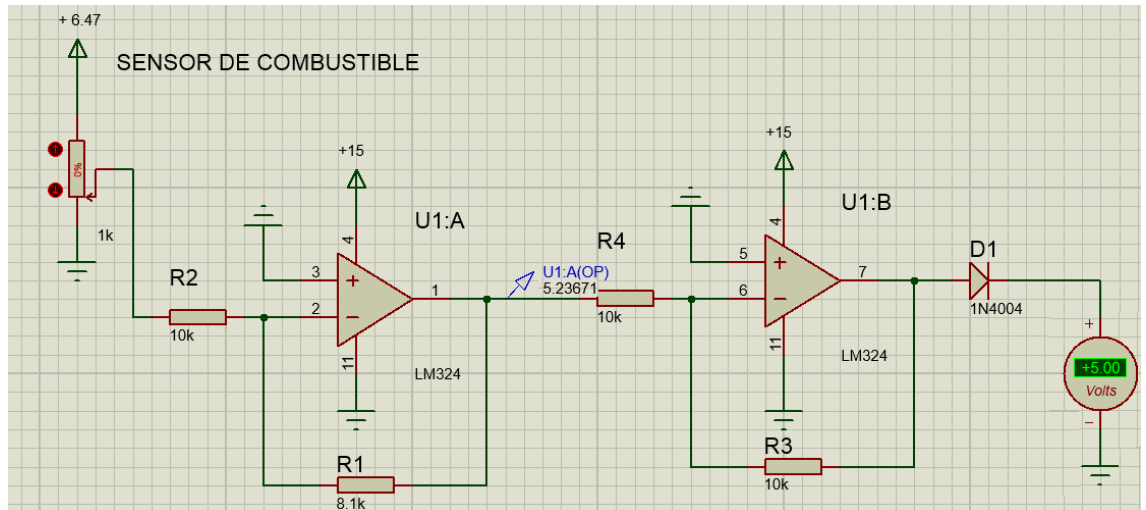 + 6.47
SENSOR DE COMBUSTIBLE
0%
1k
R2
10k
+15
U1:A
4
3
2
1
11
LM324
R1
8.1k
U1:A(OP)
5.23671
R4
10k
+15
U1:B
4
5
6
7
11
LM324
R3
10k
D1
1N4004
+5.00
Volts